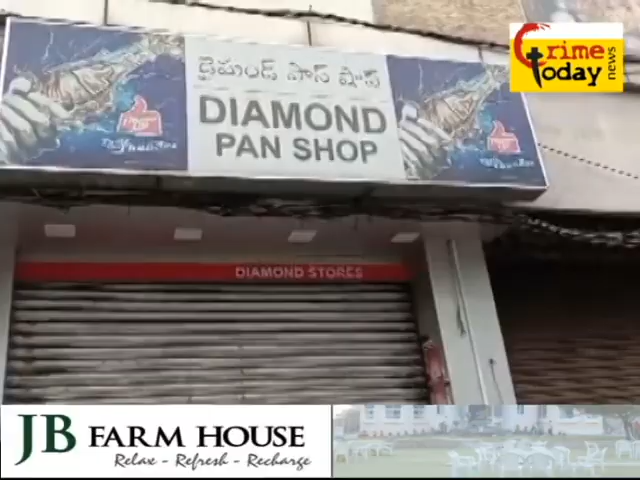 Crime
Today
news
డైమండ్ పాన్ షాప్
DIAMOND
PAN SHOP
DIAMOND STORES
JB FARM HOUSE
Relax - Refresh - Recharge